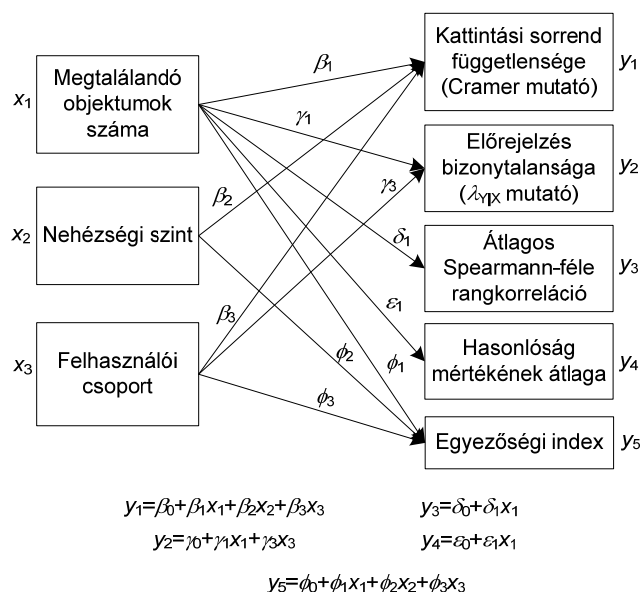 x₁
Megtalálandó
objektumok
száma
x₂
Nehézségi szint
x₃
Felhasználói
csoport
β₁
γ₁
β₂
γ₃
δ₁
β₃
ε₁
ϕ₂
ϕ₁
ϕ₃
Kattintási sorrend
függetlensége
(Cramer mutató)
y₁
Előrejelzés
bizonytalansága
(λY|X mutató)
y₂
Átlagos
Spearmann-féle
rangkorreláció
y₃
Hasonlóság
mértékének átlaga
y₄
Egyezőségi index
y₅
y₁=β₀+β₁x₁+β₂x₂+β₃x₃
y₃=δ₀+δ₁x₁
y₂=γ₀+γ₁x₁+γ₃x₃
y₄=ε₀+ε₁x₁
y₅=ϕ₀+ϕ₁x₁+ϕ₂x₂+ϕ₃x₃